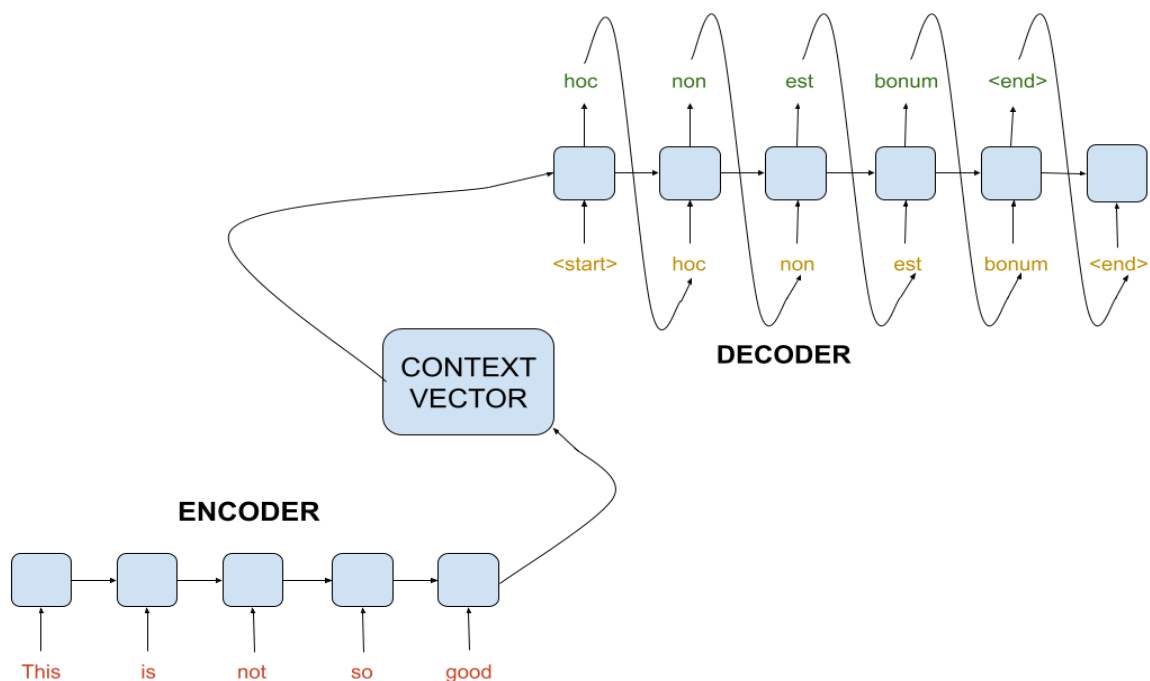 hoc non est bonum <end>
<start> hoc non est bonum <end>
DECODER
CONTEXT
VECTOR
ENCODER
This is not so good